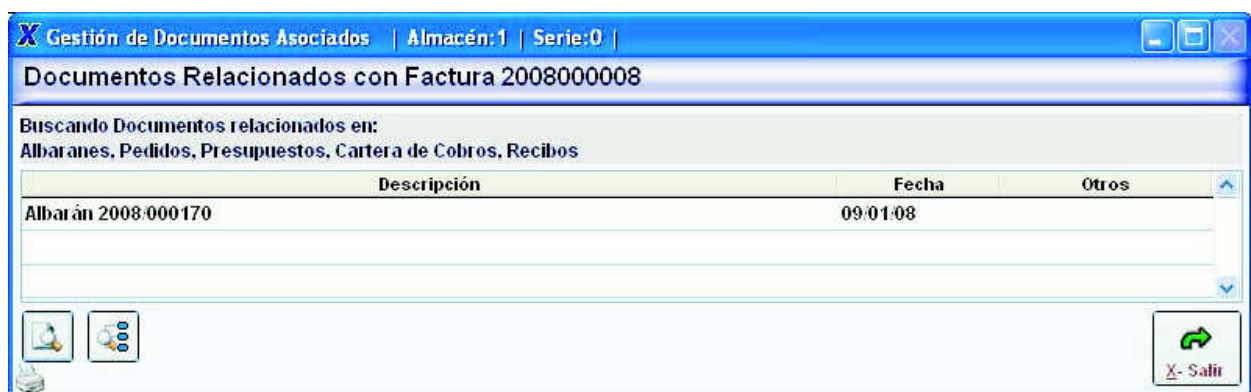 X Gestión de Documentos Asociados | Almacén:1 | Serie:0 |
Documentos Relacionados con Factura 2008000008
Buscando Documentos relacionados en:
Albaranes, Pedidos, Presupuestos, Cartera de Cobros, Recibos
Descripción Fecha Otros
Albarán 2008/000170 09/01/08
X- Salir